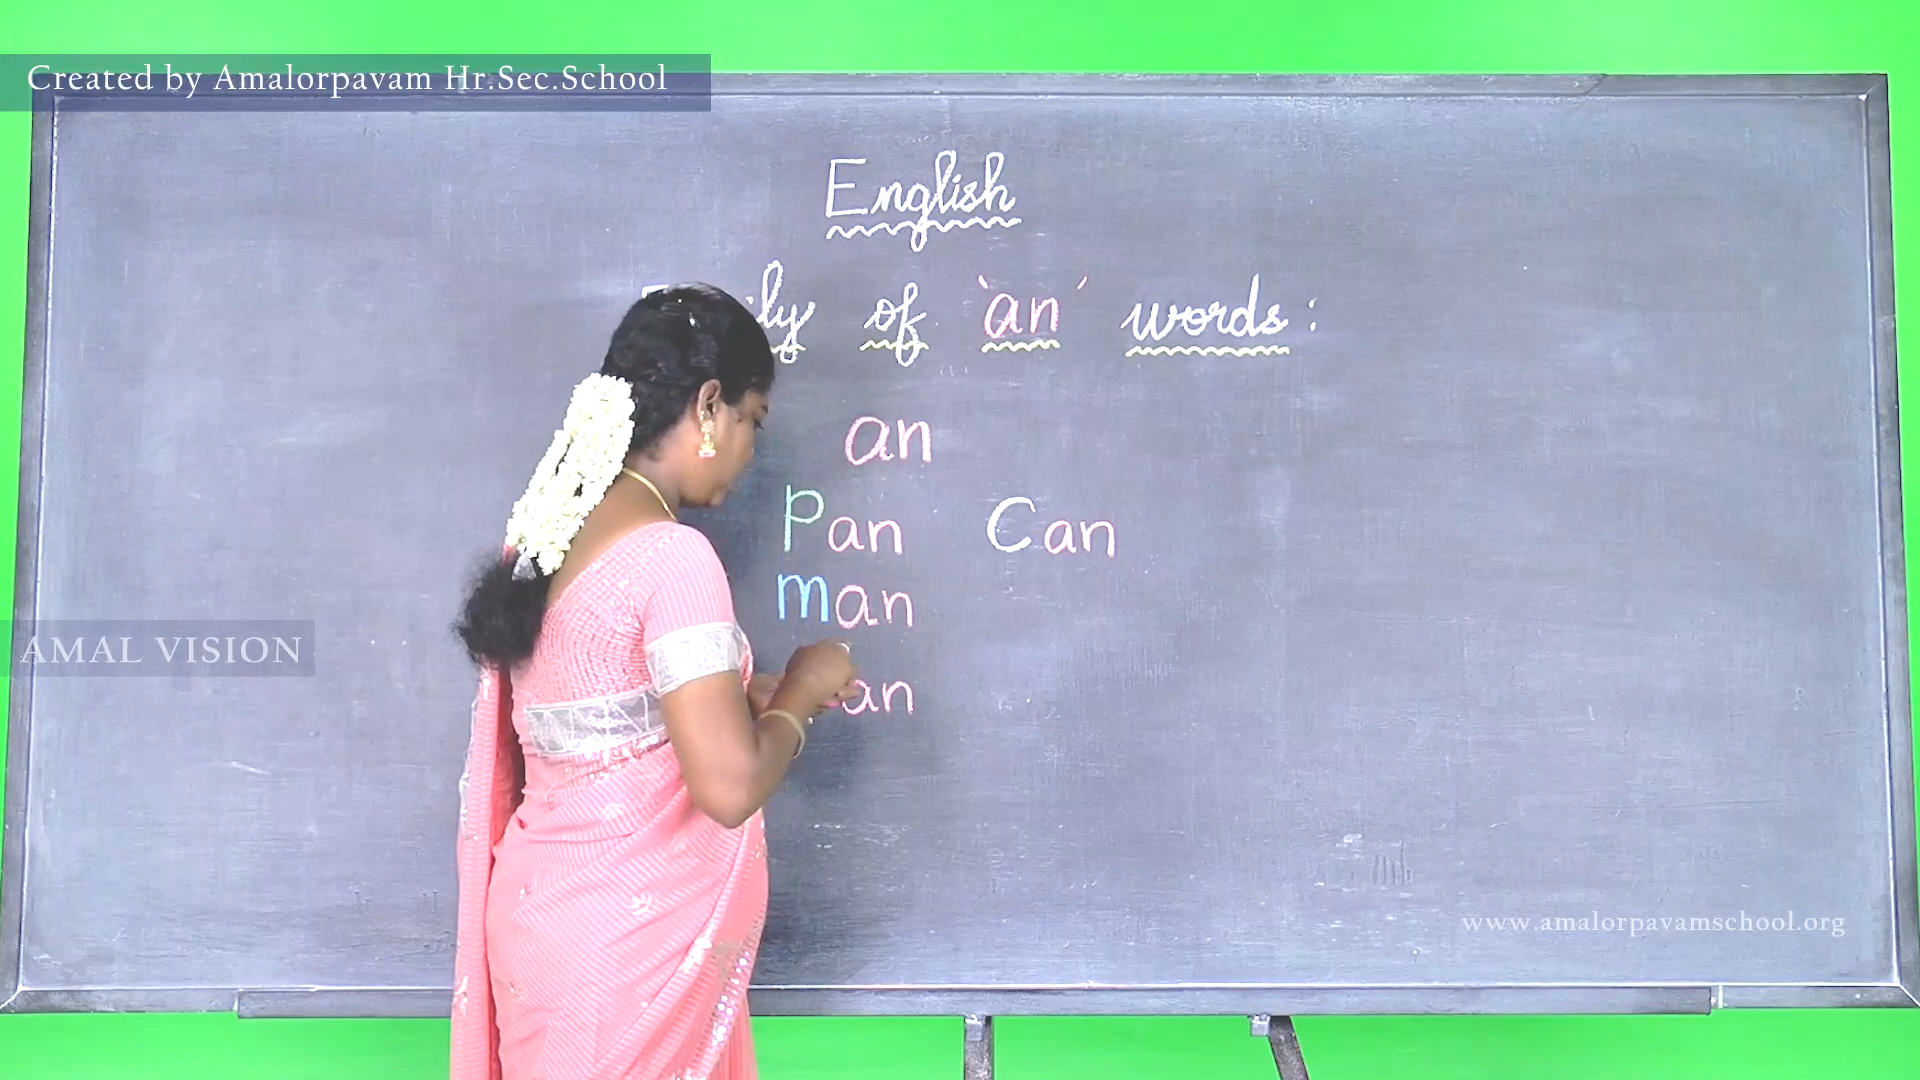 Created by Amalorpavam Hr.Sec.School
English
of 'an' words:
an
Pan Can
man
AMAL VISION
an
www.amalorpavamschool.org